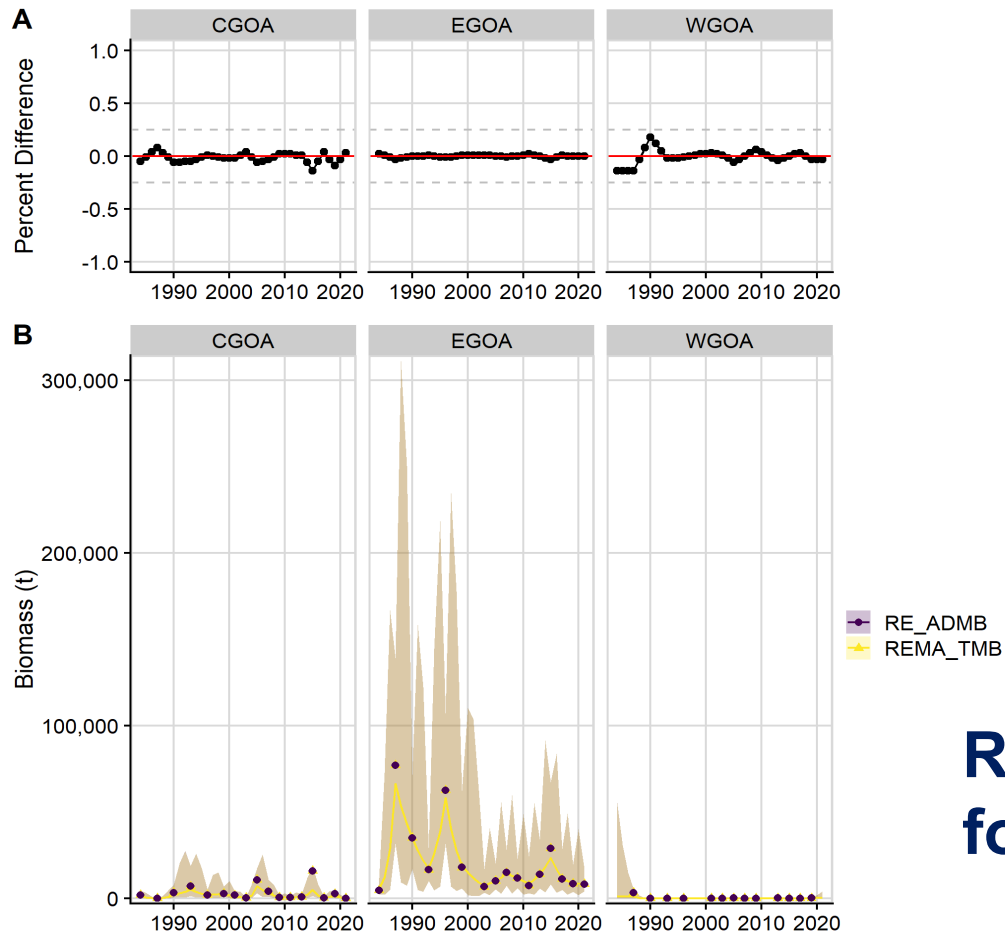 A
CGOA EGOA WGOA
Percent Difference
1.0
0.5
0.0
-0.5
-1.0
1990 2000 2010 2020 1990 2000 2010 2020 1990 2000 2010 2020
B
CGOA EGOA WGOA
Biomass (t)
300,000
200,000
100,000
0
1990 2000 2010 2020 1990 2000 2010 2020 1990 2000 2010 2020
RE_ADMB
REMA_TMB
R
fo